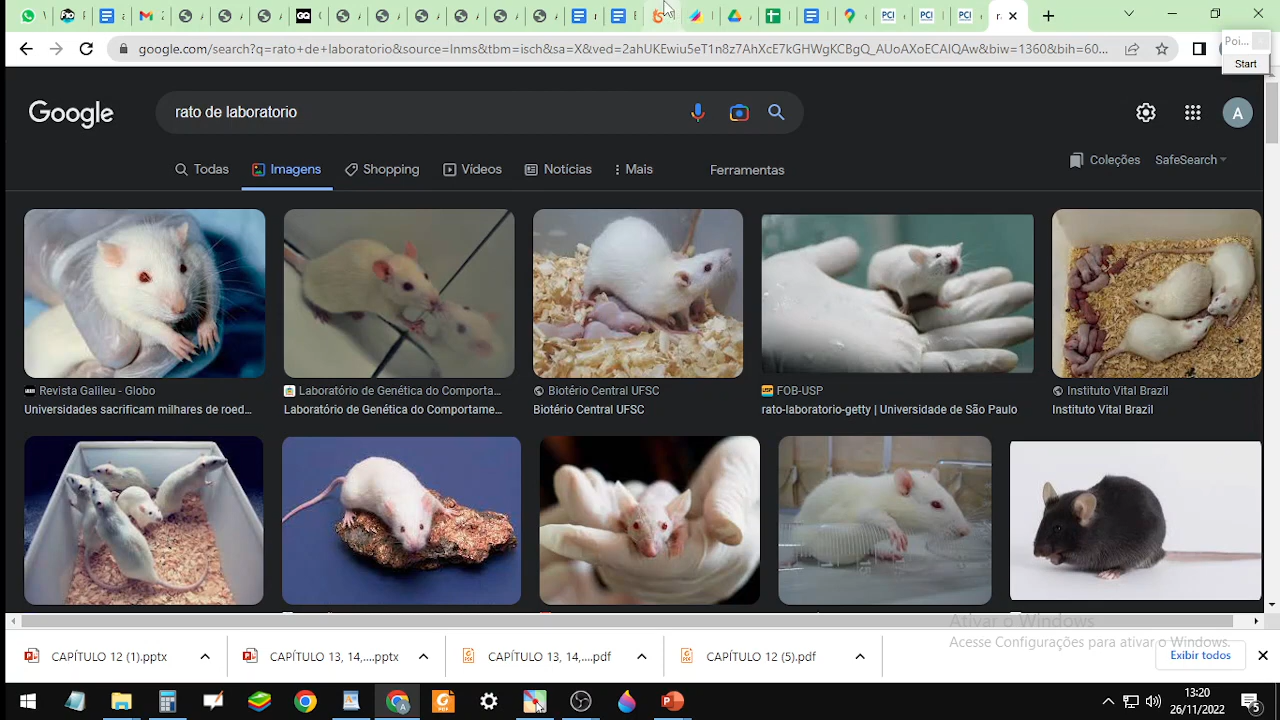 google.com/search?q=rato+de+laboratorio&source=lnms&tbm=isch&sa=X&ved=2ahUKEwiu5eT1n8z7AhXcE7kGHWgKCBgQ_AUoAXoECAIQAw&biw=1360&bih=60...
Poi...
Start
Google
rato de laboratorio
A
Todas
Imagens
Shopping
Vídeos
Notícias
Mais
Ferramentas
Coleções
SafeSearch
Revista Galileu - Globo
Universidades sacrificam milhares de roed...
Laboratório de Genética do Comporta...
Laboratório de Genética do Comportame...
Biotério Central UFSC
Biotério Central UFSC
FOB-USP
rato-laboratorio-getty | Universidade de São Paulo
Instituto Vital Brazil
Instituto Vital Brazil
Ativar o Windows
Acesse Configurações para ativar o Windows.
CAPÍTULO 12 (1).pptx
CAPÍTULO 13, 14,....pptx
CAPÍTULO 13, 14,....pdf
CAPÍTULO 12 (5).pdf
Exibir todos
13:20
26/11/2022
5